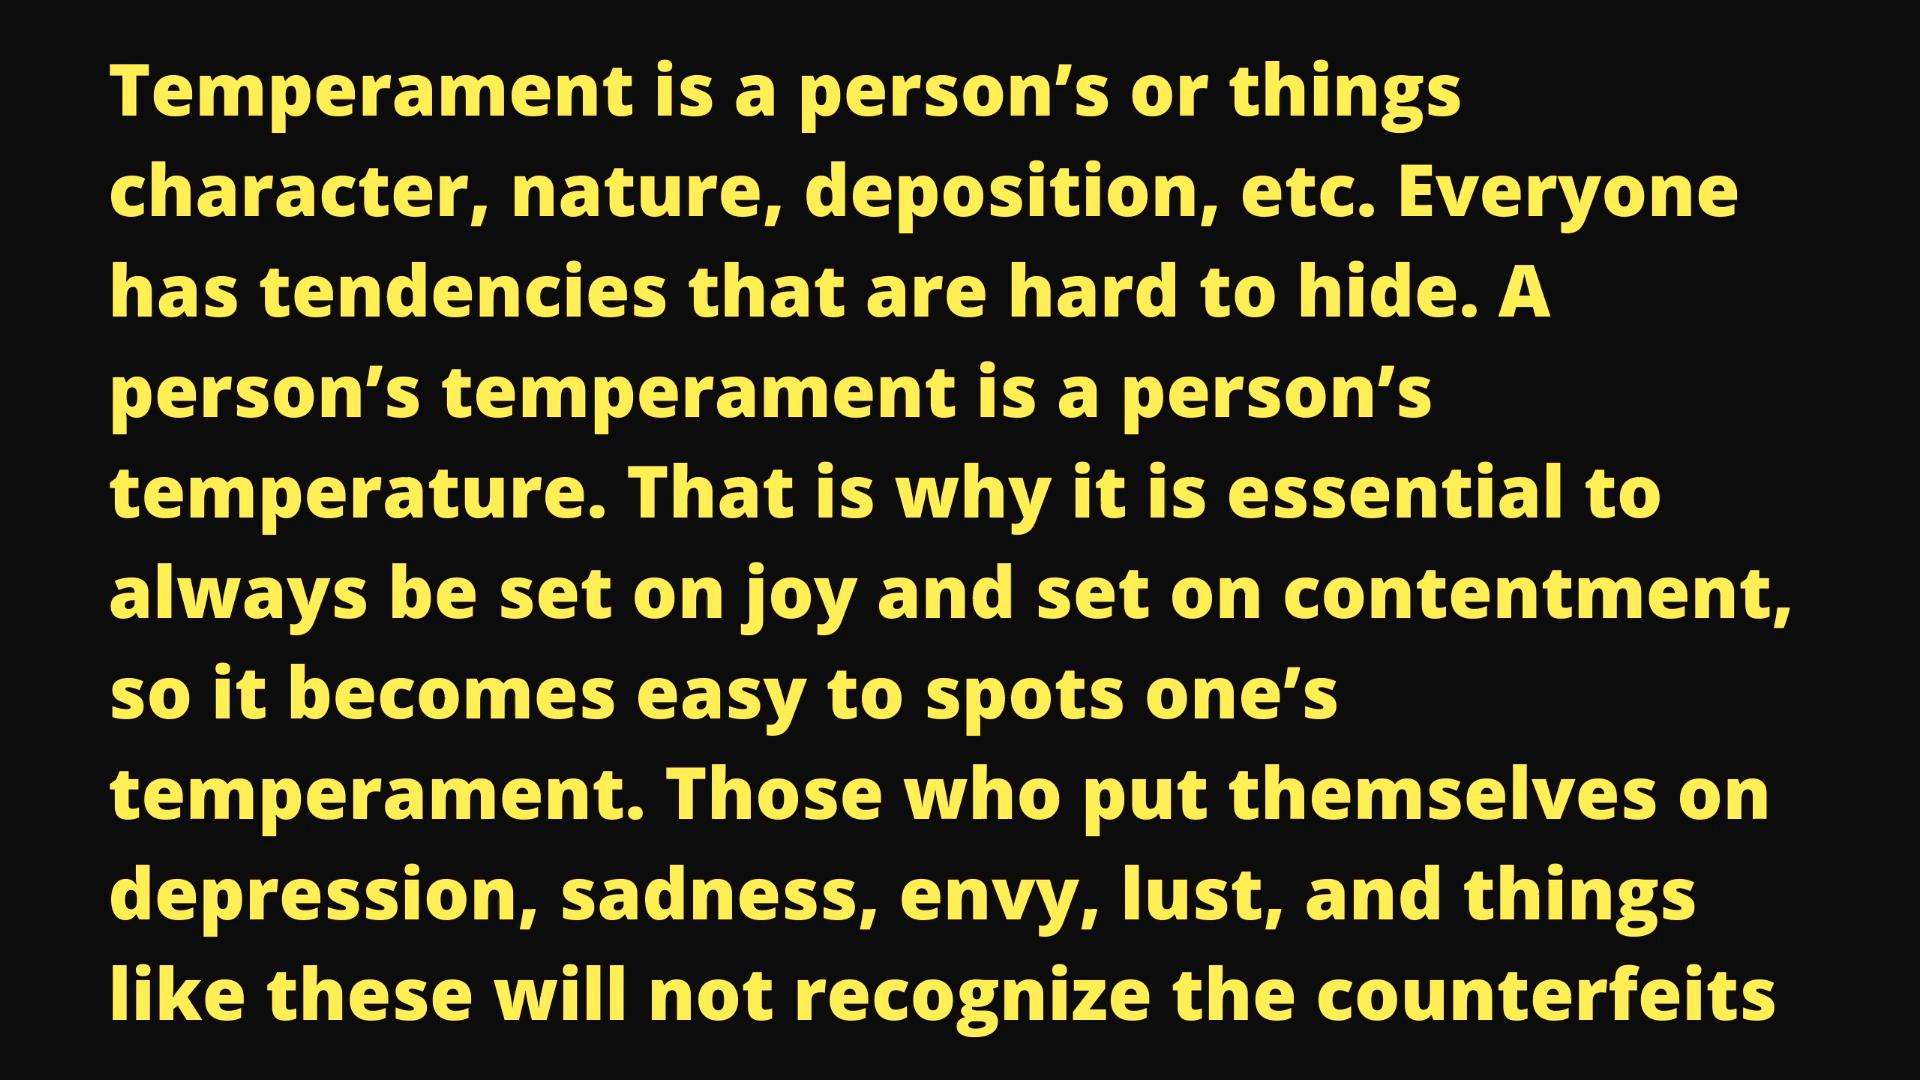 Temperament is a person’s or things
character, nature, deposition, etc. Everyone
has tendencies that are hard to hide. A
person’s temperament is a person’s
temperature. That is why it is essential to
always be set on joy and set on contentment,
so it becomes easy to spots one’s
temperament. Those who put themselves on
depression, sadness, envy, lust, and things
like these will not recognize the counterfeits